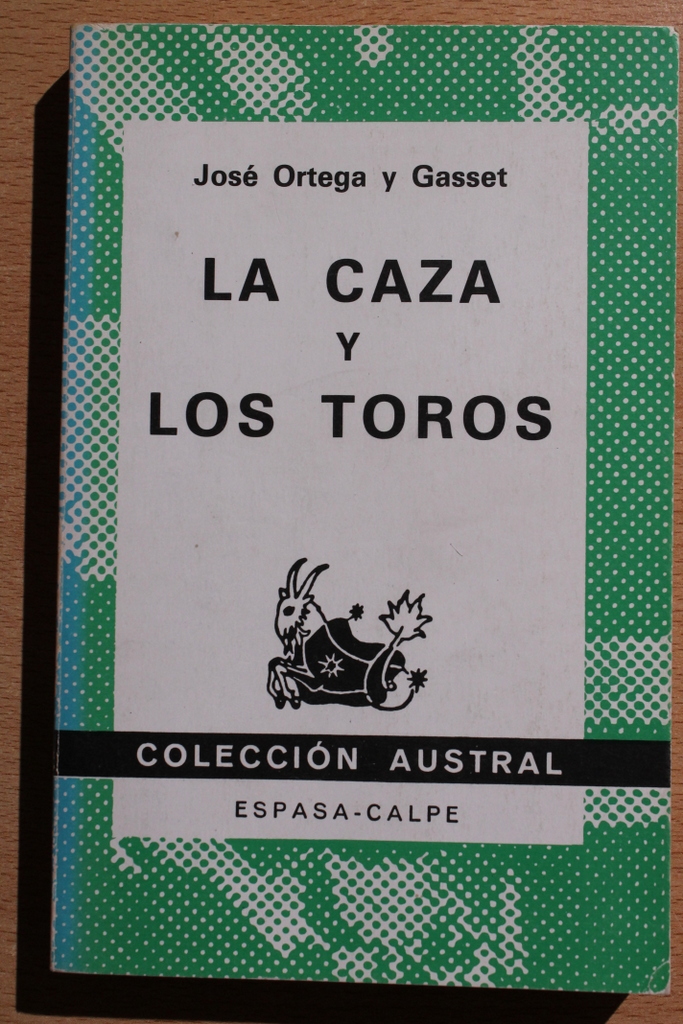 José Ortega y Gasset
LA CAZA
Y
LOS TOROS
COLECCIÓN AUSTRAL
ESPASA-CALPE